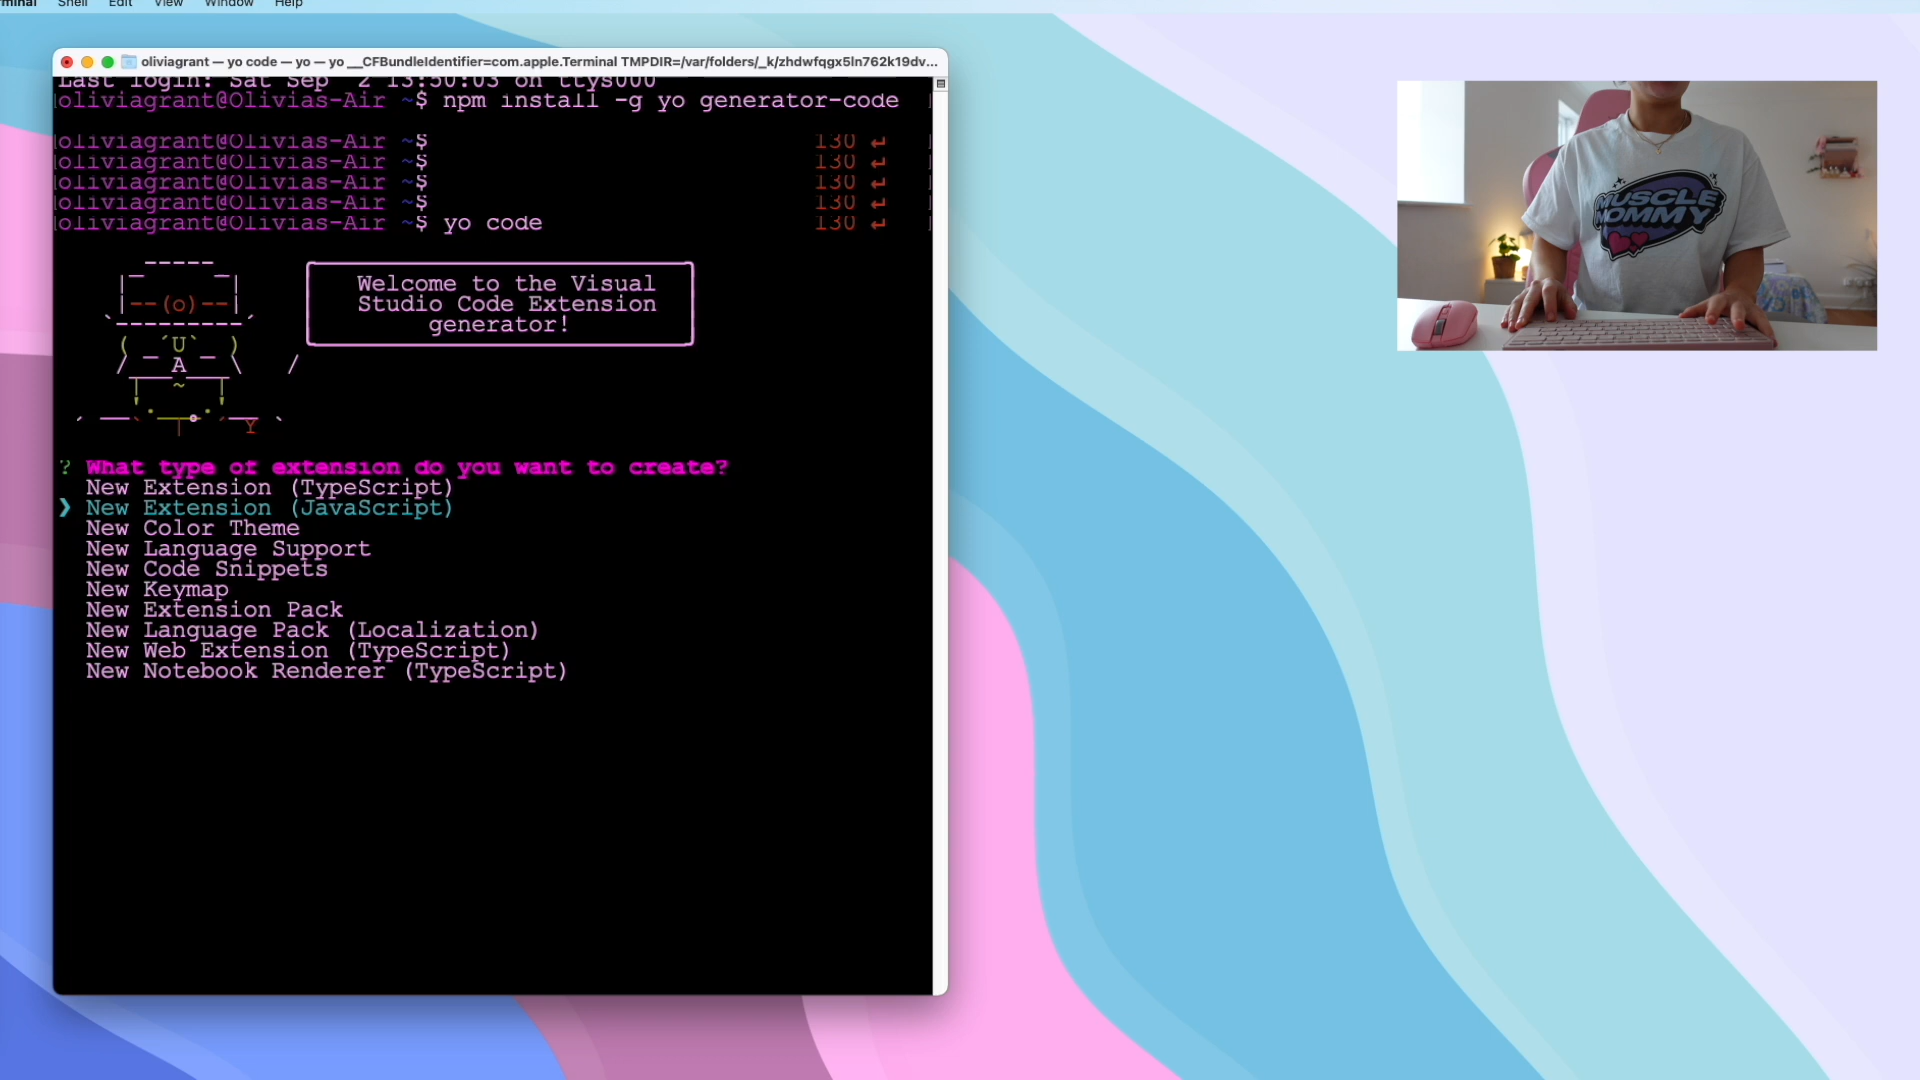 minal Shell Edit View Window Help
oliviagrant — yo code — yo — yo __CFBundleIdentifier=com.apple.Terminal TMPDIR=/var/folders/_k/zhdwfqgx5ln762k19dv...
Last login: Sat Sep  2 13:50:03 on ttys000
oliviagrant@Olivias-Air ~$ npm install -g yo generator-code
oliviagrant@Olivias-Air ~$ 130 ↵
oliviagrant@Olivias-Air ~$ 130 ↵
oliviagrant@Olivias-Air ~$ 130 ↵
oliviagrant@Olivias-Air ~$ 130 ↵
oliviagrant@Olivias-Air ~$ yo code 130 ↵
Welcome to the Visual
Studio Code Extension
generator!
? What type of extension do you want to create?
New Extension (TypeScript)
❯ New Extension (JavaScript)
New Color Theme
New Language Support
New Code Snippets
New Keymap
New Extension Pack
New Language Pack (Localization)
New Web Extension (TypeScript)
New Notebook Renderer (TypeScript)
MUSCLE
MOMMY